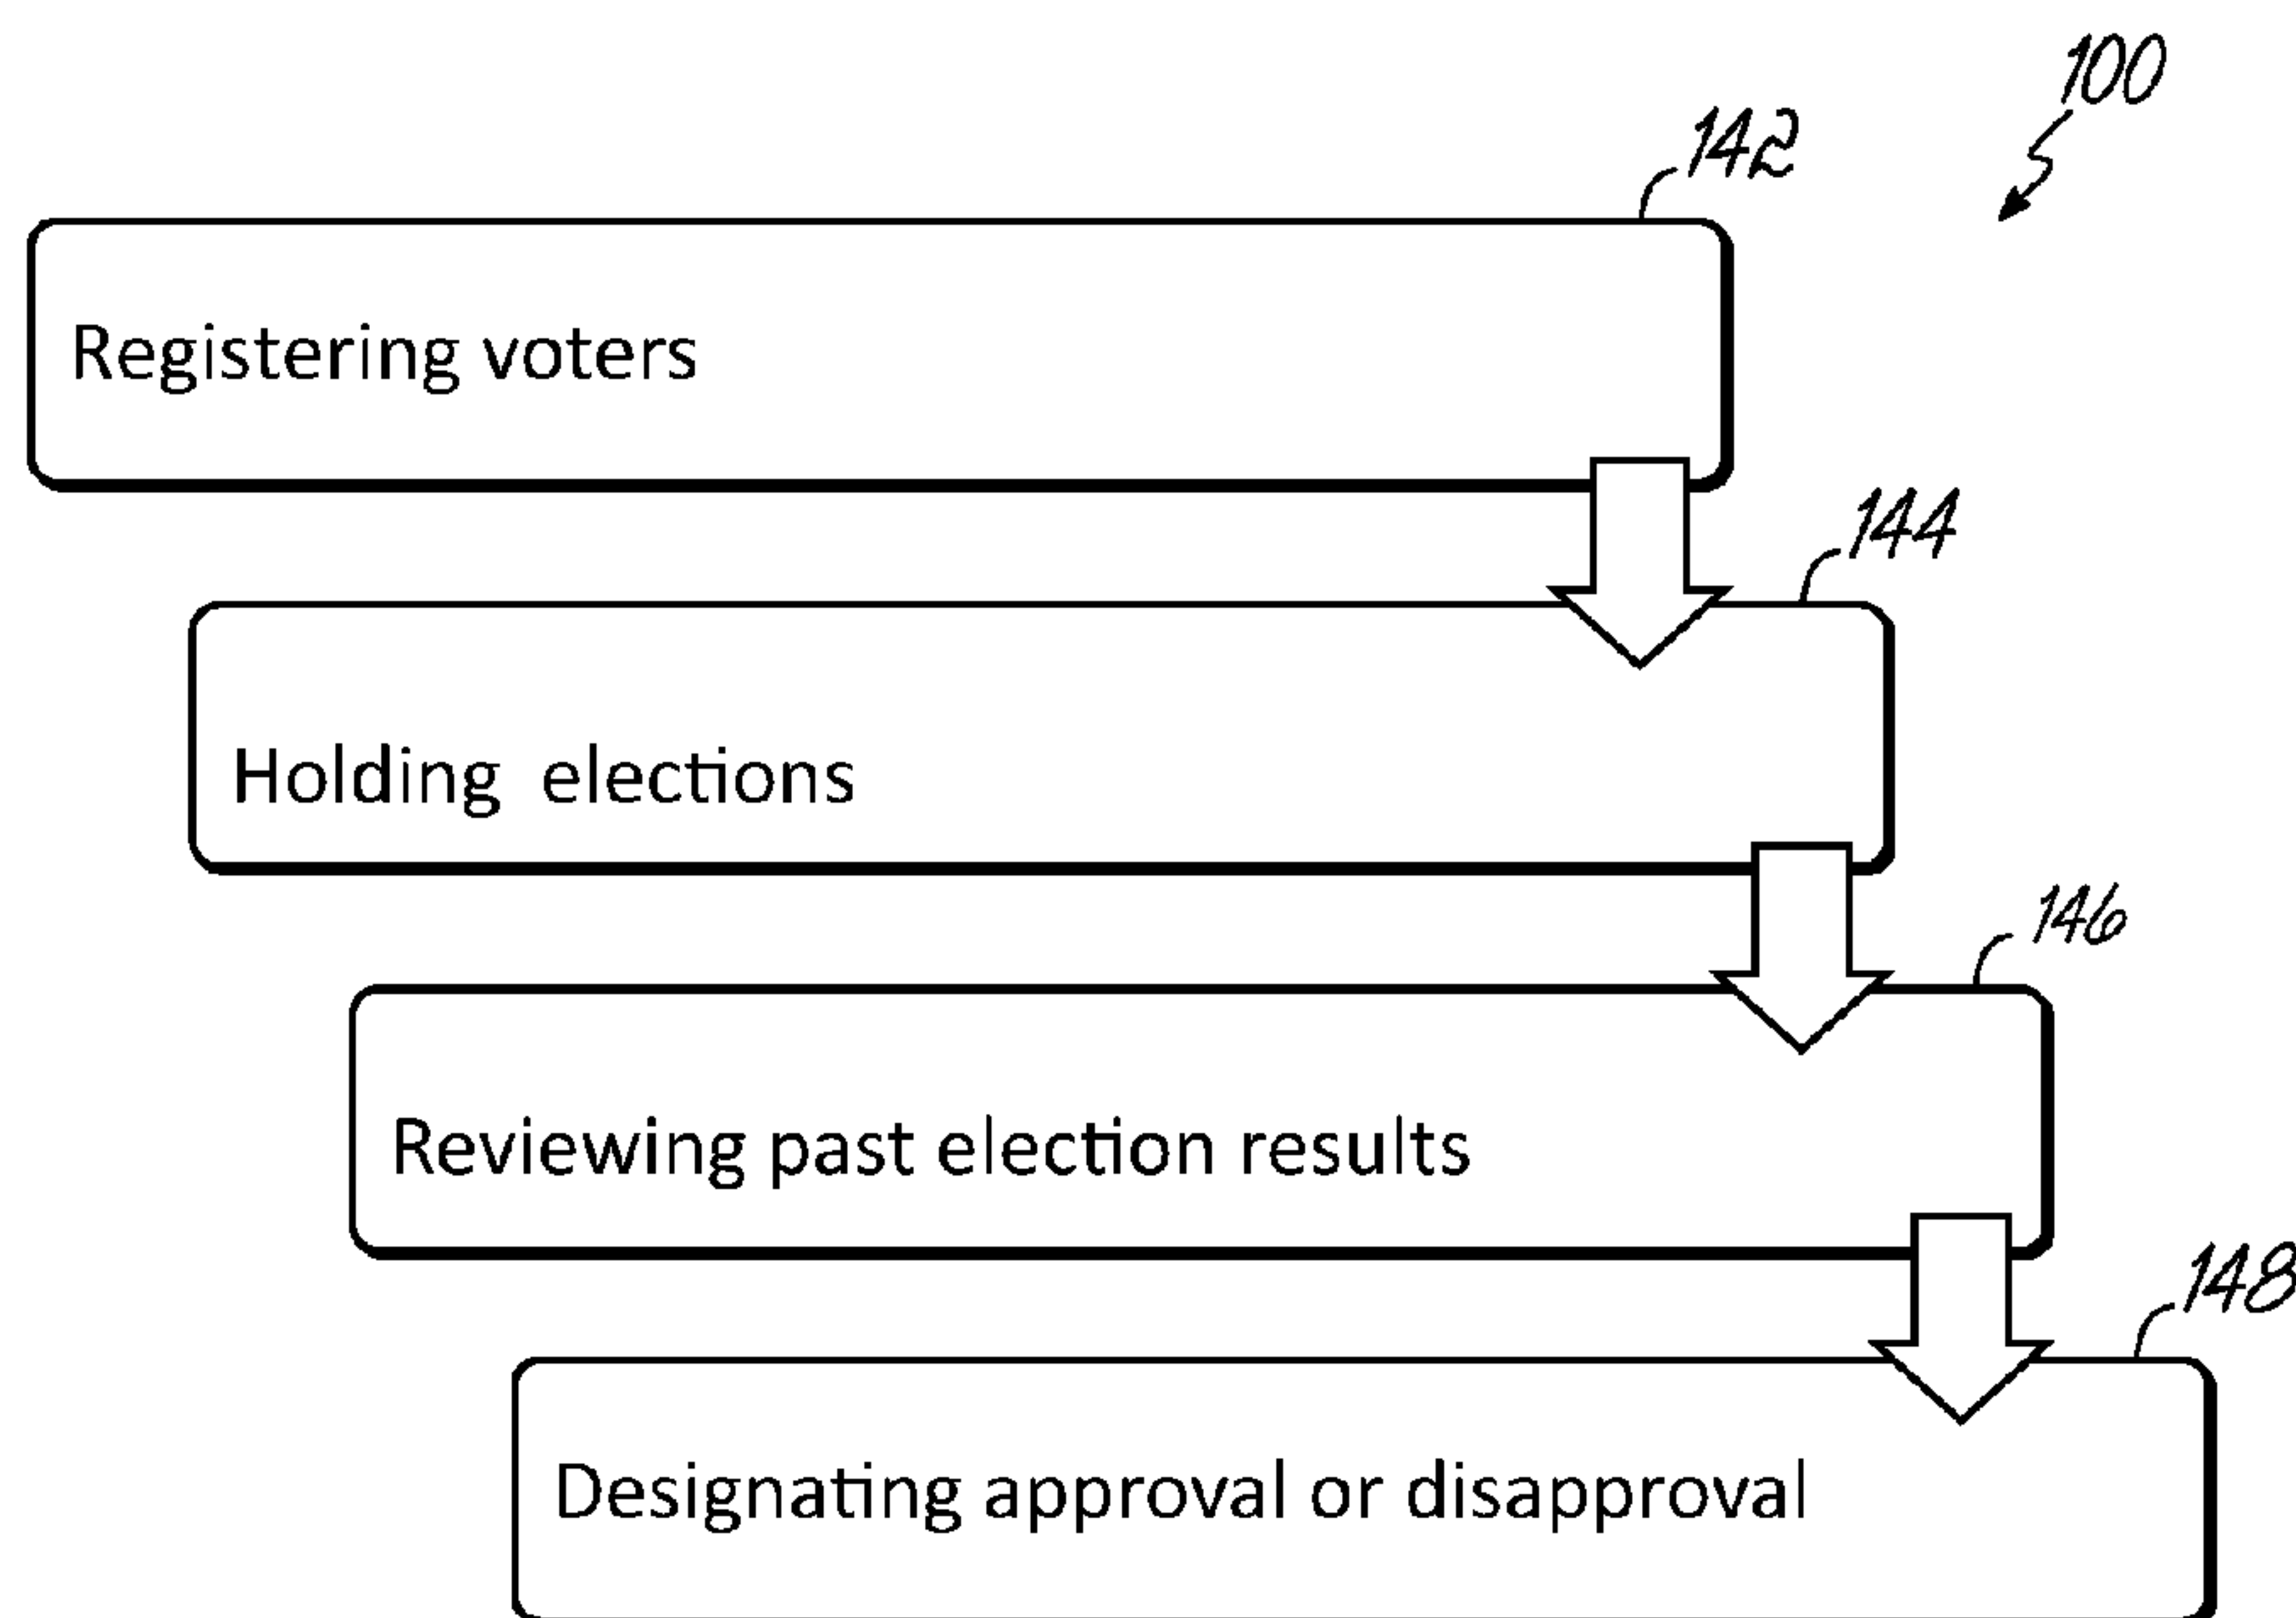 100
142
Registering voters
144
Holding elections
146
Reviewing past election results
148
Designating approval or disapproval